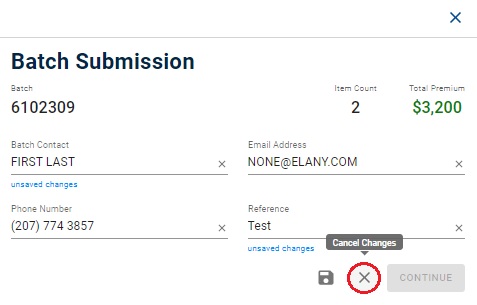 Batch Submission
Batch Item Count Total Premium
6102309 2 $3,200
Batch Contact Email Address
FIRST LAST NONE@ELANY.COM
unsaved changes
Phone Number Reference
(207) 774 3857 Test
unsaved changes
Cancel Changes
CONTINUE